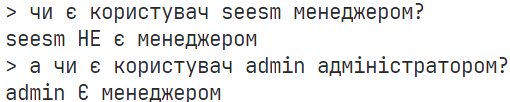 > чи є користувач seesm менеджером?
seesm НЕ є менеджером
> а чи є користувач admin адміністратором?
admin Є менеджером